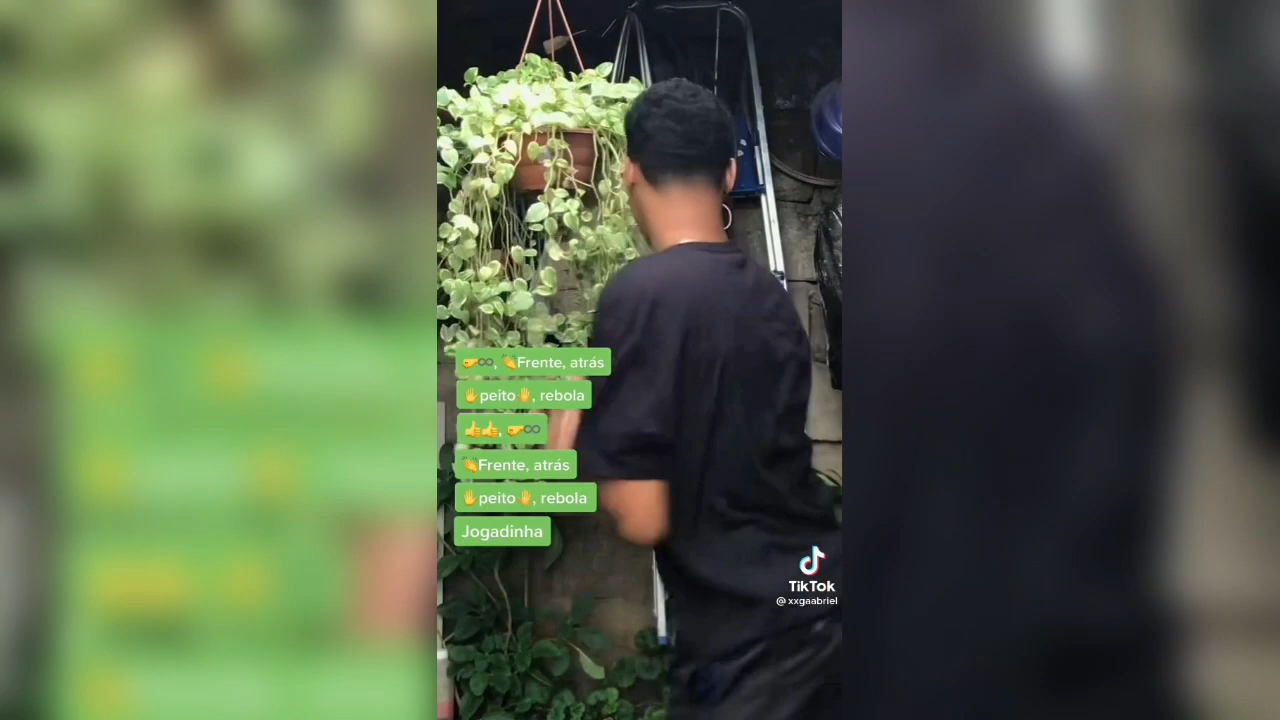 🤛♾, 👏Frente, atrás
🤚peito🤚, rebola
👍👍, 🤛♾
👏Frente, atrás
🤚peito🤚, rebola
Jogadinha
TikTok
@xxgaabriel